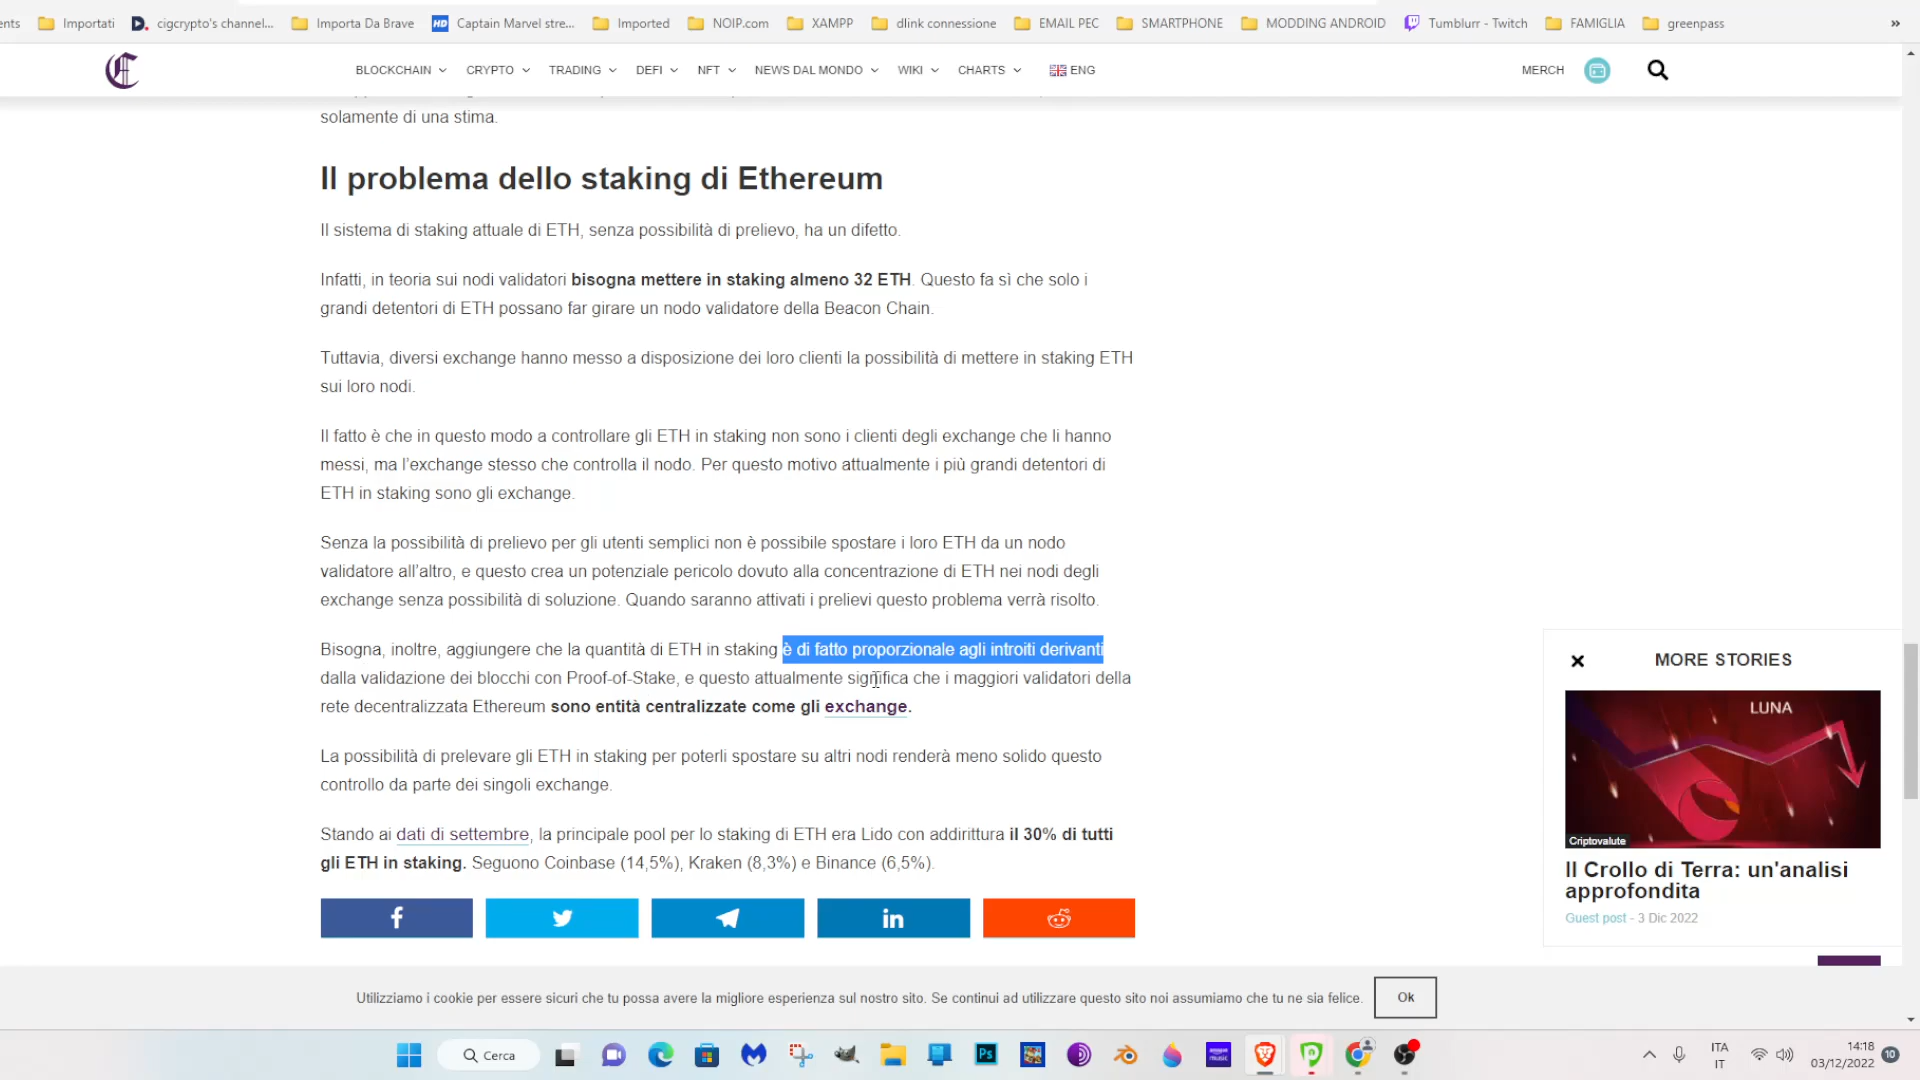 Importati
cigcrypto's channel...
Importa Da Brave
Captain Marvel stre...
Imported
NOIP.com
XAMPP
dlink connessione
EMAIL PEC
SMARTPHONE
MODDING ANDROID
Tumblurr - Twitch
FAMIGLIA
greenpass
»
BLOCKCHAIN
CRYPTO
TRADING
DEFI
NFT
NEWS DAL MONDO
WIKI
CHARTS
ENG
MERCH
solamente di una stima.
Il problema dello staking di Ethereum
Il sistema di staking attuale di ETH, senza possibilità di prelievo, ha un difetto.
Infatti, in teoria sui nodi validatori bisogna mettere in staking almeno 32 ETH. Questo fa sì che solo i
grandi detentori di ETH possano far girare un nodo validatore della Beacon Chain.
Tuttavia, diversi exchange hanno messo a disposizione dei loro clienti la possibilità di mettere in staking ETH
sui loro nodi.
Il fatto è che in questo modo a controllare gli ETH in staking non sono i clienti degli exchange che li hanno
messi, ma l'exchange stesso che controlla il nodo. Per questo motivo attualmente i più grandi detentori di
ETH in staking sono gli exchange.
Senza la possibilità di prelievo per gli utenti semplici non è possibile spostare i loro ETH da un nodo
validatore all'altro, e questo crea un potenziale pericolo dovuto alla concentrazione di ETH nei nodi degli
exchange senza possibilità di soluzione. Quando saranno attivati i prelievi questo problema verrà risolto.
Bisogna, inoltre, aggiungere che la quantità di ETH in staking è di fatto proporzionale agli introiti derivanti
dalla validazione dei blocchi con Proof-of-Stake, e questo attualmente significa che i maggiori validatori della
rete decentralizzata Ethereum sono entità centralizzate come gli exchange.
La possibilità di prelevare gli ETH in staking per poterli spostare su altri nodi renderà meno solido questo
controllo da parte dei singoli exchange.
Stando ai dati di settembre, la principale pool per lo staking di ETH era Lido con addirittura il 30% di tutti
gli ETH in staking. Seguono Coinbase (14,5%), Kraken (8,3%) e Binance (6,5%).
MORE STORIES
LUNA
Criptovalute
Il Crollo di Terra: un'analisi
approfondita
Guest post - 3 Dic 2022
Utilizziamo i cookie per essere sicuri che tu possa avere la migliore esperienza sul nostro sito. Se continui ad utilizzare questo sito noi assumiamo che tu ne sia felice.
Ok
Cerca
Ps
amazon
music
ITA
IT
14:18
03/12/2022
10